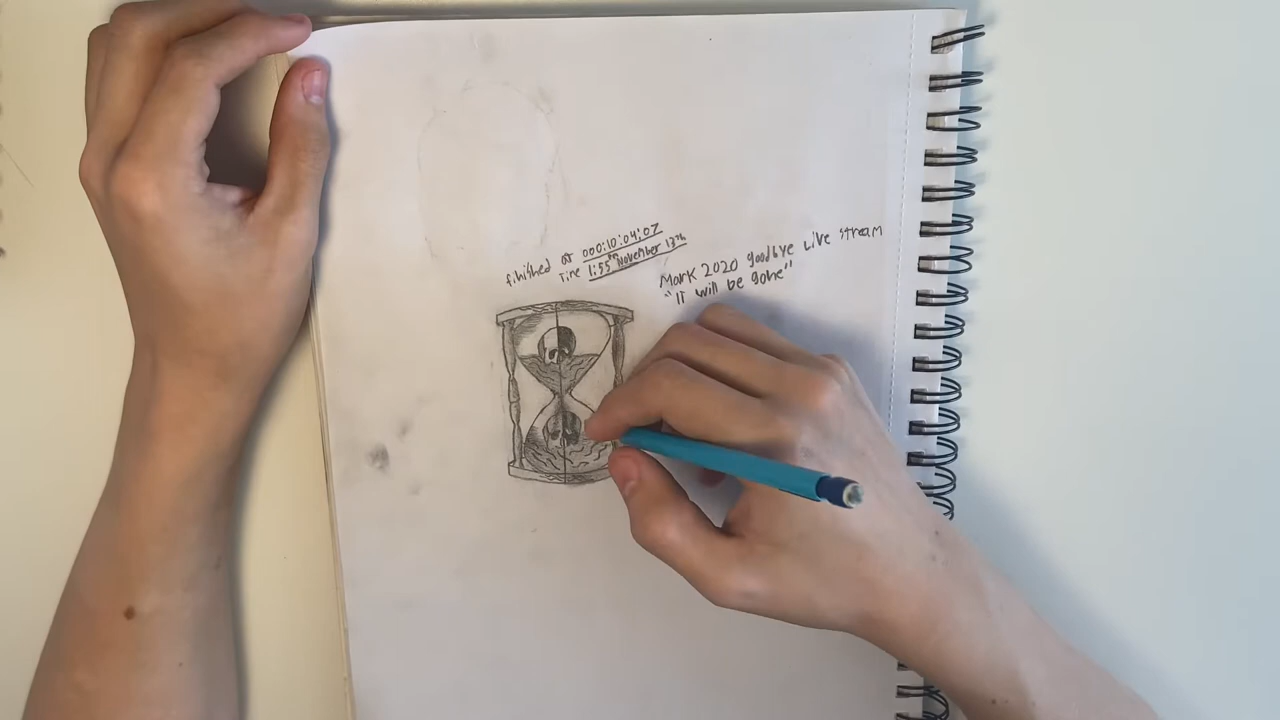 finished at 000:10:04:07
Time 1:55 November 13th
Mark 2020 goodbye Live stream
"It will be gone"